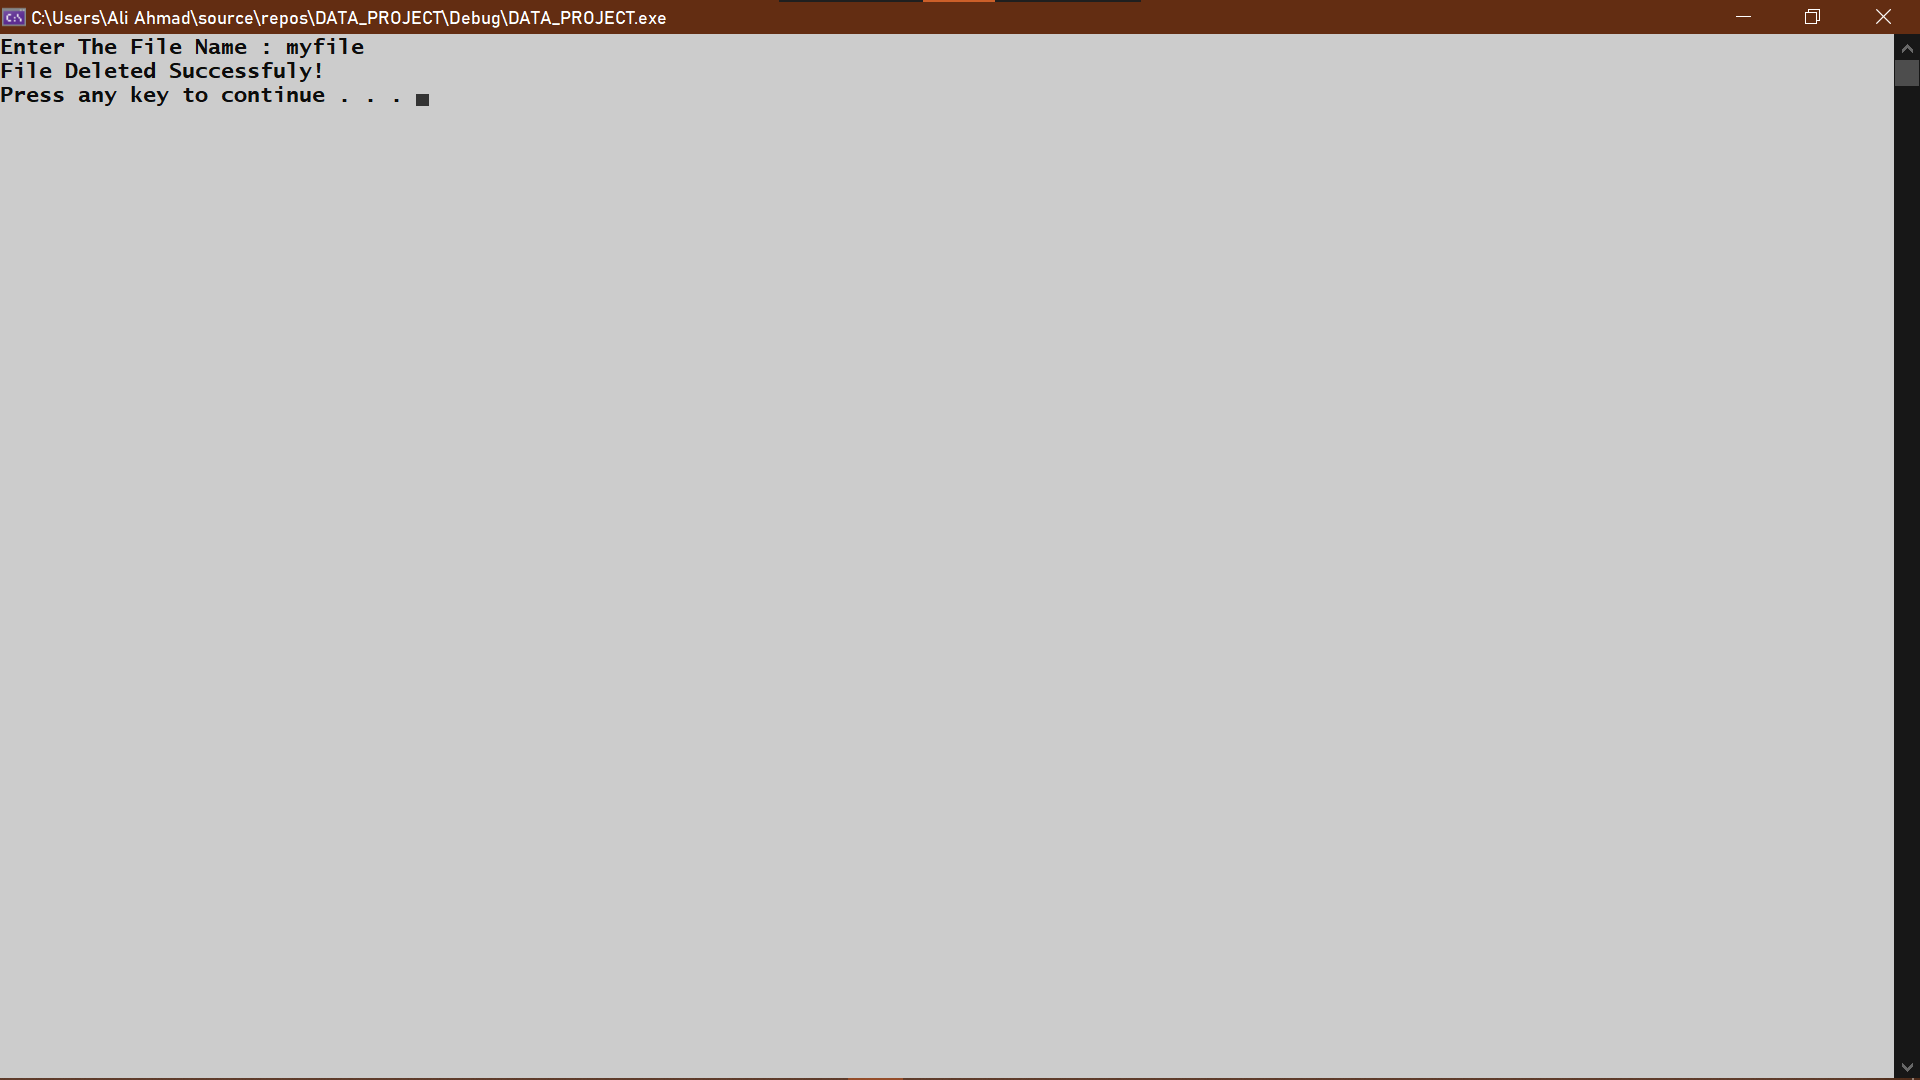 C:\Users\Ali Ahmad\source\repos\DATA_PROJECT\Debug\DATA_PROJECT.exe
Enter The File Name : myfile
File Deleted Successfuly!
Press any key to continue . . .